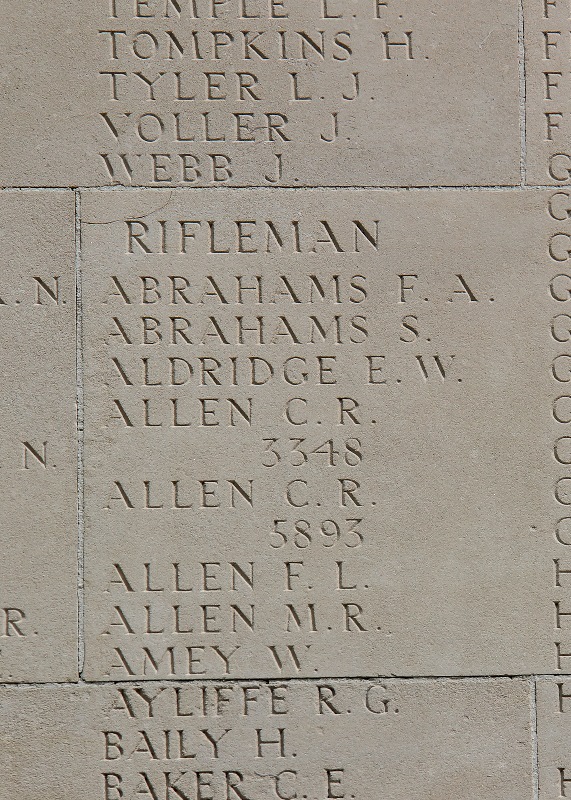 TEMPLE L. F.
TOMPKINS H.
TYLER L. J.
VOLLER J.
WEBB J.
RIFLEMAN
ABRAHAMS F. A.
ABRAHAMS S.
ALDRIDGE E. W.
ALLEN C. R.
3348
ALLEN C. R.
5893
ALLEN F. L.
ALLEN M. R.
AMEY W.
AYLIFFE R. G.
BAILY H.
BAKER C. E.
A. N.
N.
R.